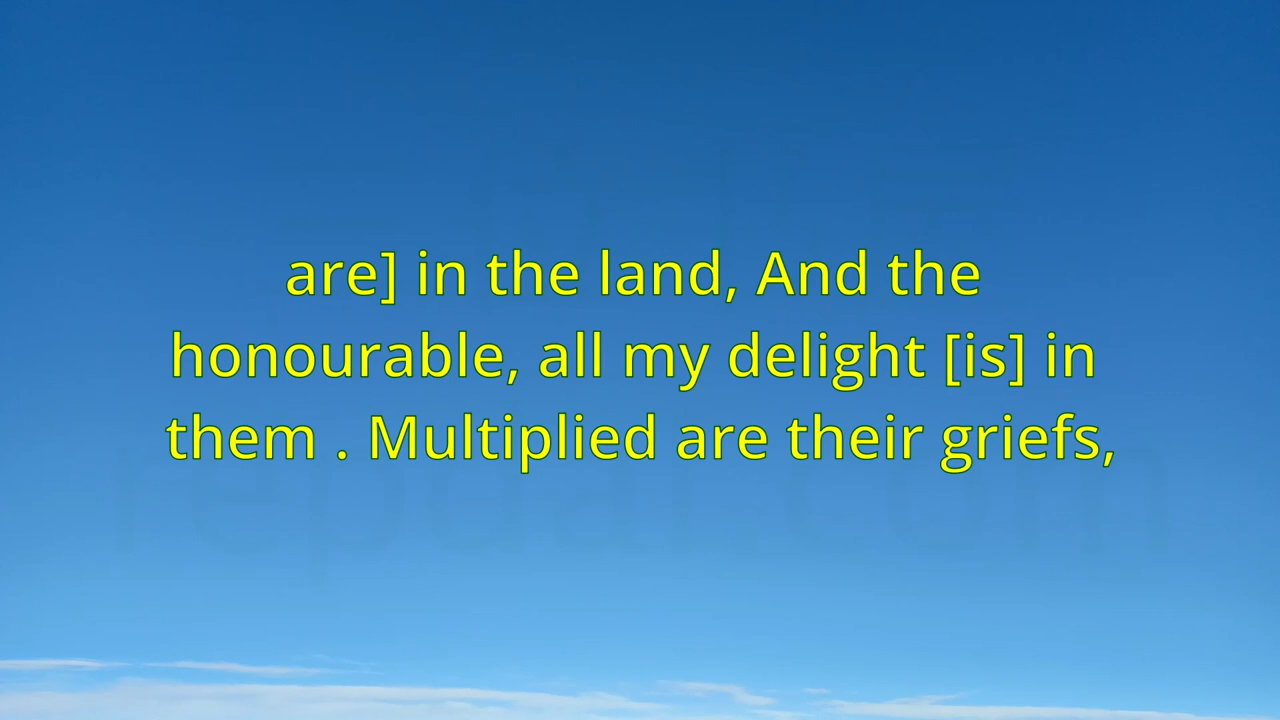 are] in the land, And the
honourable, all my delight [is] in
them . Multiplied are their griefs,